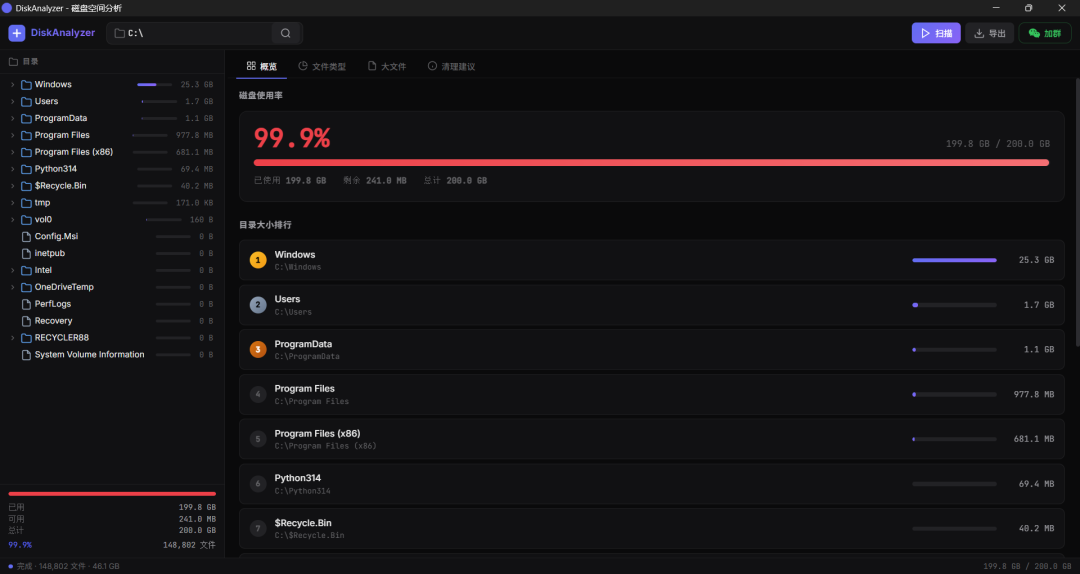 DiskAnalyzer - 磁盘空间分析
DiskAnalyzer
C:\
扫描
导出
加群
目录
Windows 25.3 GB
Users 1.7 GB
ProgramData 1.1 GB
Program Files 977.8 MB
Program Files (x86) 681.1 MB
Python314 69.4 MB
$Recycle.Bin 40.2 MB
tmp 171.0 KB
vol0 160 B
Config.Msi 0 B
inetpub 0 B
Intel 0 B
OneDriveTemp 0 B
PerfLogs 0 B
Recovery 0 B
RECYCLER88 0 B
System Volume Information 0 B
已用 199.8 GB
可用 241.0 MB
总计 200.0 GB
99.9% 148,802 文件
概览 文件类型 大文件 清理建议
磁盘使用率
99.9%
199.8 GB / 200.0 GB
已使用 199.8 GB 剩余 241.0 MB 总计 200.0 GB
目录大小排行
1 Windows 25.3 GB
C:\Windows
2 Users 1.7 GB
C:\Users
3 ProgramData 1.1 GB
C:\ProgramData
4 Program Files 977.8 MB
C:\Program Files
5 Program Files (x86) 681.1 MB
C:\Program Files (x86)
6 Python314 69.4 MB
C:\Python314
7 $Recycle.Bin 40.2 MB
C:\$Recycle.Bin
完成 · 148,802 文件 · 46.1 GB
199.8 GB / 200.0 GB